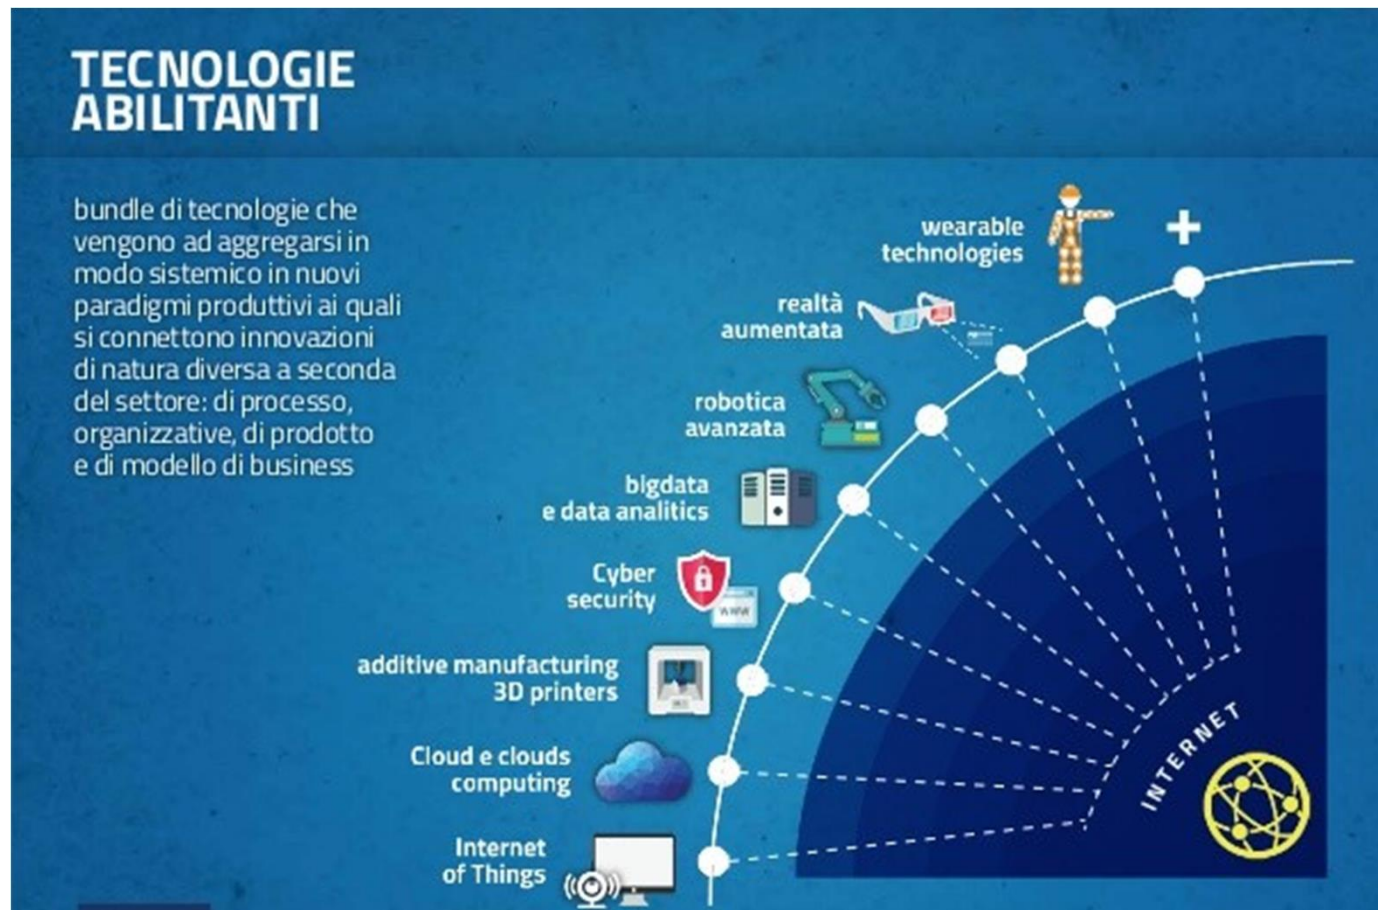 TECNOLOGIE
ABILITANTI
bundle di tecnologie che
vengono ad aggregarsi in
modo sistemico in nuovi
paradigmi produttivi ai quali
si connettono innovazioni
di natura diversa a seconda
del settore: di processo,
organizzative, di prodotto
e di modello di business
wearable
technologies
+
realtà
aumentata
robotica
avanzata
bigdata
e data analitics
Cyber
security
www
additive manufacturing
3D printers
Cloud e clouds
computing
Internet
of Things
INTERNET